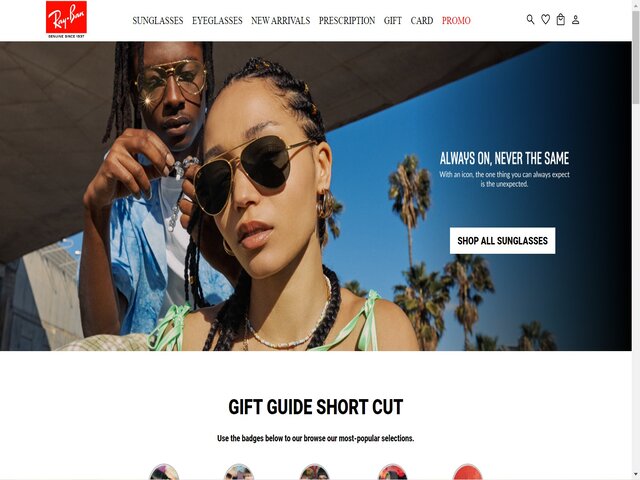 Ray-Ban
GENUINE SINCE 1937
SUNGLASSES EYEGLASSES NEW ARRIVALS PRESCRIPTION GIFT CARD PROMO
ALWAYS ON, NEVER THE SAME
With an icon, the one thing you can always expect
is the unexpected.
SHOP ALL SUNGLASSES
GIFT GUIDE SHORT CUT
Use the badges below to our browse our most-popular selections.